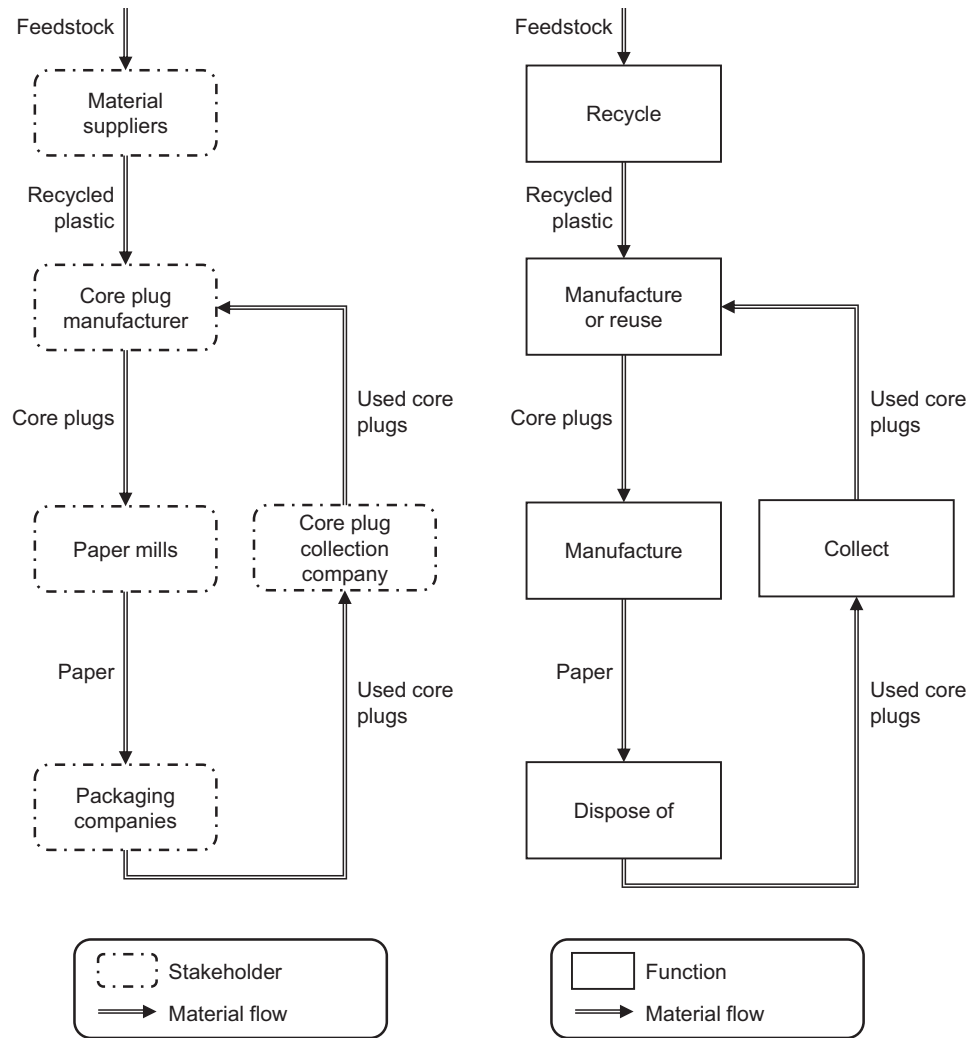 Feedstock
Material
suppliers
Recycled
plastic
Core plug
manufacturer
Core plugs
Used core
plugs
Paper mills
Core plug
collection
company
Paper
Used core
plugs
Packaging
companies
Stakeholder
Material flow
Feedstock
Recycle
Recycled
plastic
Manufacture
or reuse
Core plugs
Used core
plugs
Manufacture
Collect
Paper
Used core
plugs
Dispose of
Function
Material flow